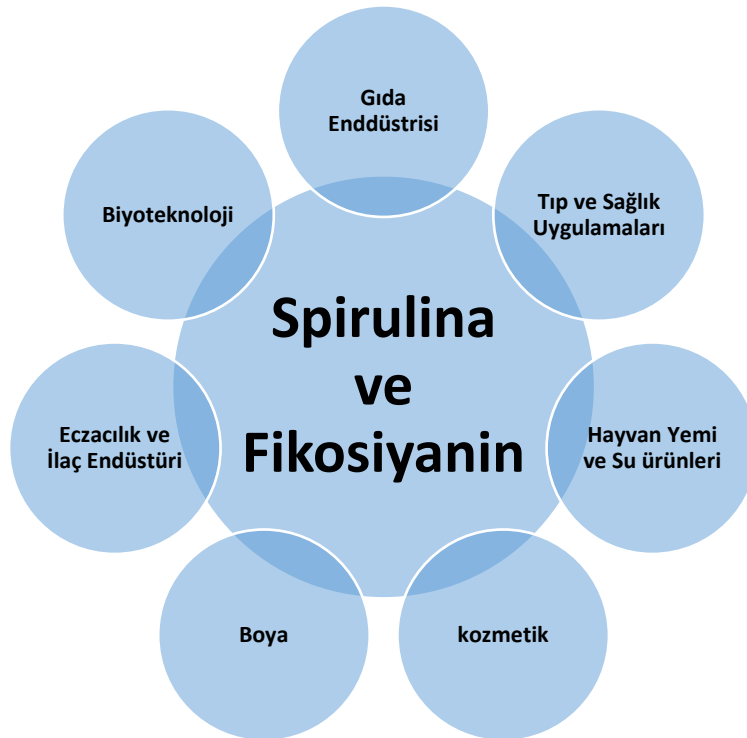 Gıda
Enddüstrisi
Tıp ve Sağlık
Uygulamaları
Hayvan Yemi
ve Su ürünleri
kozmetik
Boya
Eczacılık ve
İlaç Endüstüri
Biyoteknoloji
Spirulina
ve
Fikosiyanin